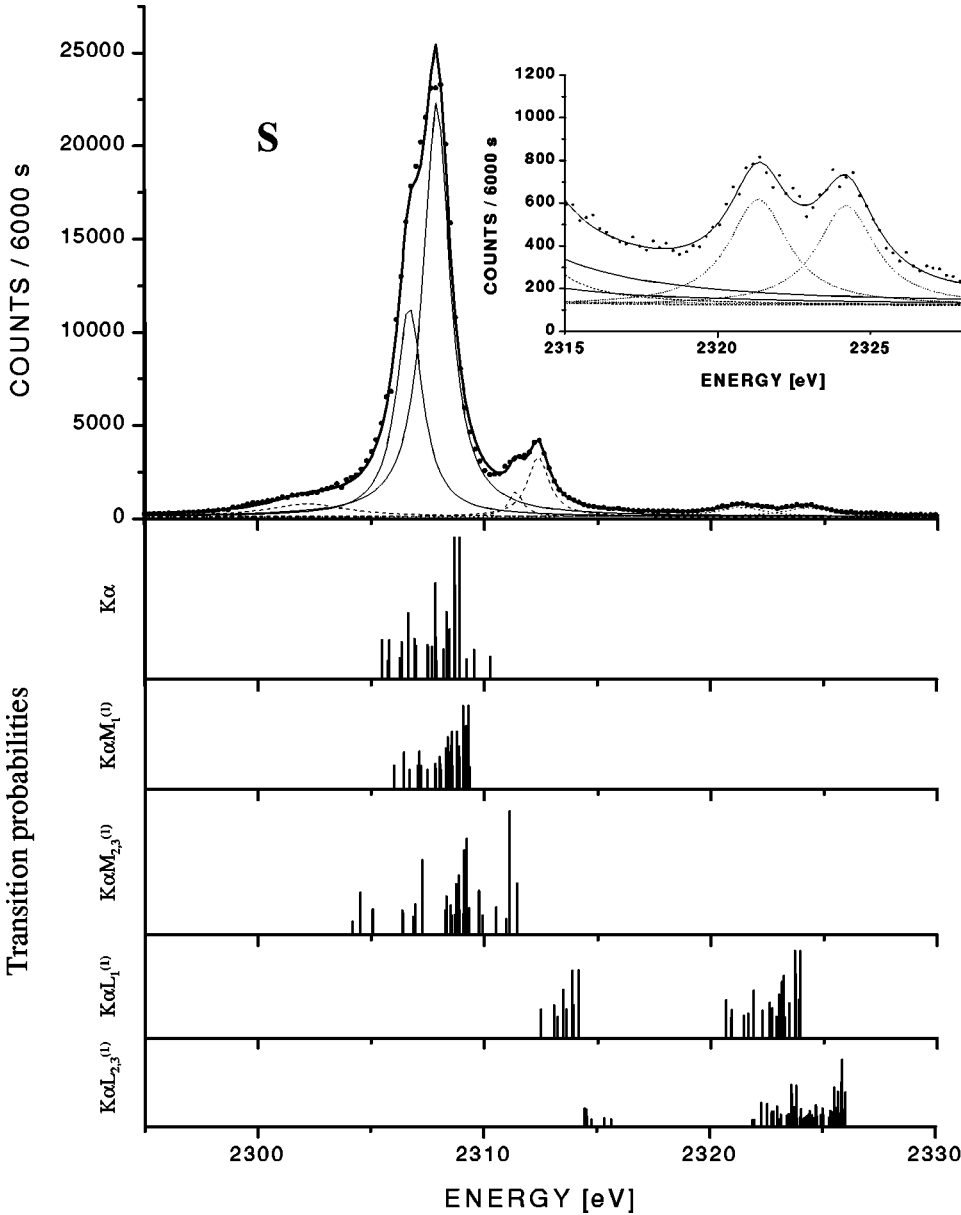 25000
20000
15000
10000
5000
0
COUNTS / 6000 s
S
1200
1000
800
600
400
200
0
COUNTS / 6000 s
2315
2320
2325
ENERGY [eV]
Transition probabilities
Kα
KαM₁⁽¹⁾
KαM₂,₃⁽¹⁾
KαL₁⁽¹⁾
KαL₂,₃⁽¹⁾
2300
2310
2320
2330
ENERGY [eV]